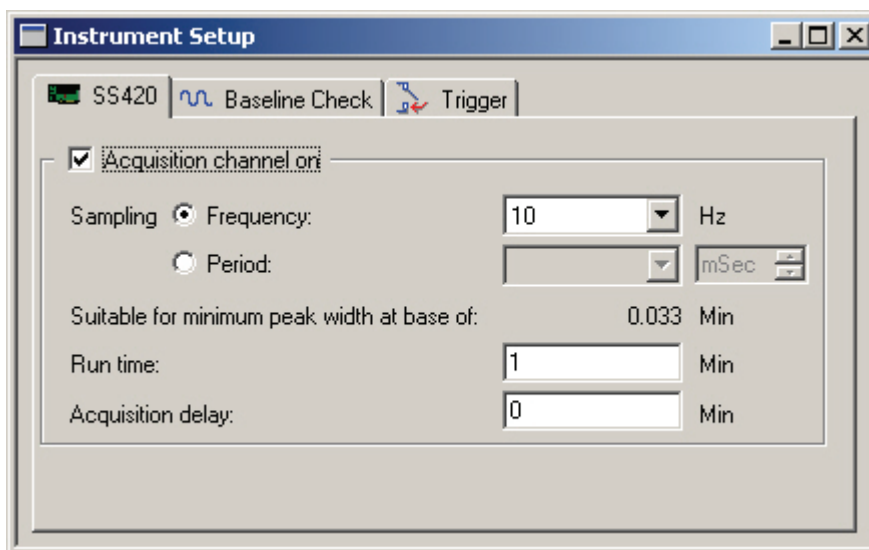 Instrument Setup
SS420 Baseline Check Trigger
Acquisition channel on
Sampling Frequency: 10 Hz
Period: mSec
Suitable for minimum peak width at base of: 0.033 Min
Run time: 1 Min
Acquisition delay: 0 Min